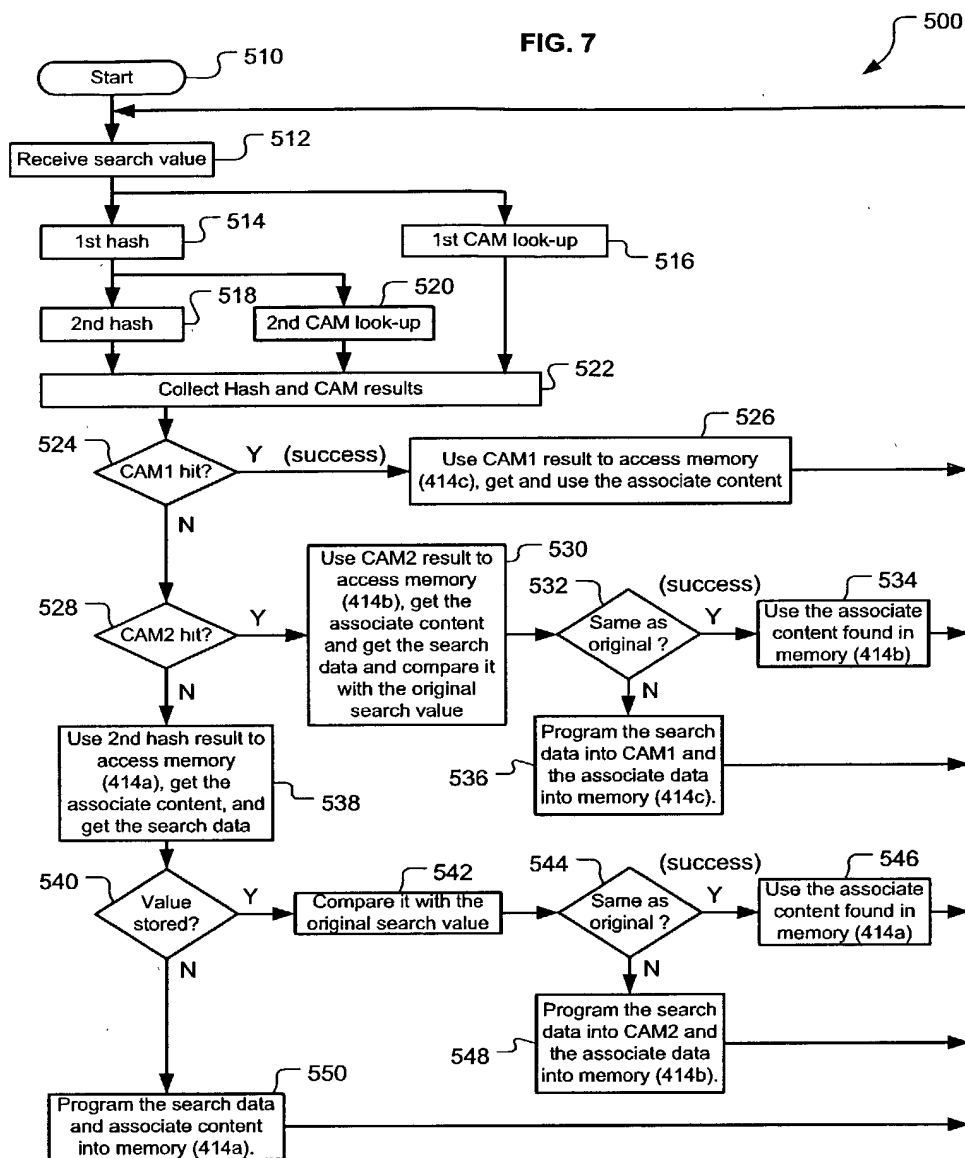 FIG. 7
500
Start
510
512
Receive search value
514
1st hash
1st CAM look-up
516
518
520
2nd hash
2nd CAM look-up
522
Collect Hash and CAM results
524
CAM1 hit?
Y (success)
N
526
Use CAM1 result to access memory
(414c), get and use the associate content
528
CAM2 hit?
Y
N
530
Use CAM2 result to
access memory
(414b), get the
associate content
and get the search
data and compare it
with the original
search value
532
Same as
original ?
(success)
Y
N
534
Use the associate
content found in
memory (414b)
536
Program the search
data into CAM1 and
the associate data
into memory (414c).
Use 2nd hash result to
access memory
(414a), get the
associate content, and
get the search data
538
540
Value
stored?
Y
N
542
Compare it with the
original search value
544
Same as
original ?
(success)
Y
N
546
Use the associate
content found in
memory (414a)
548
Program the search
data into CAM2 and
the associate data
into memory (414b).
550
Program the search data
and associate content
into memory (414a).